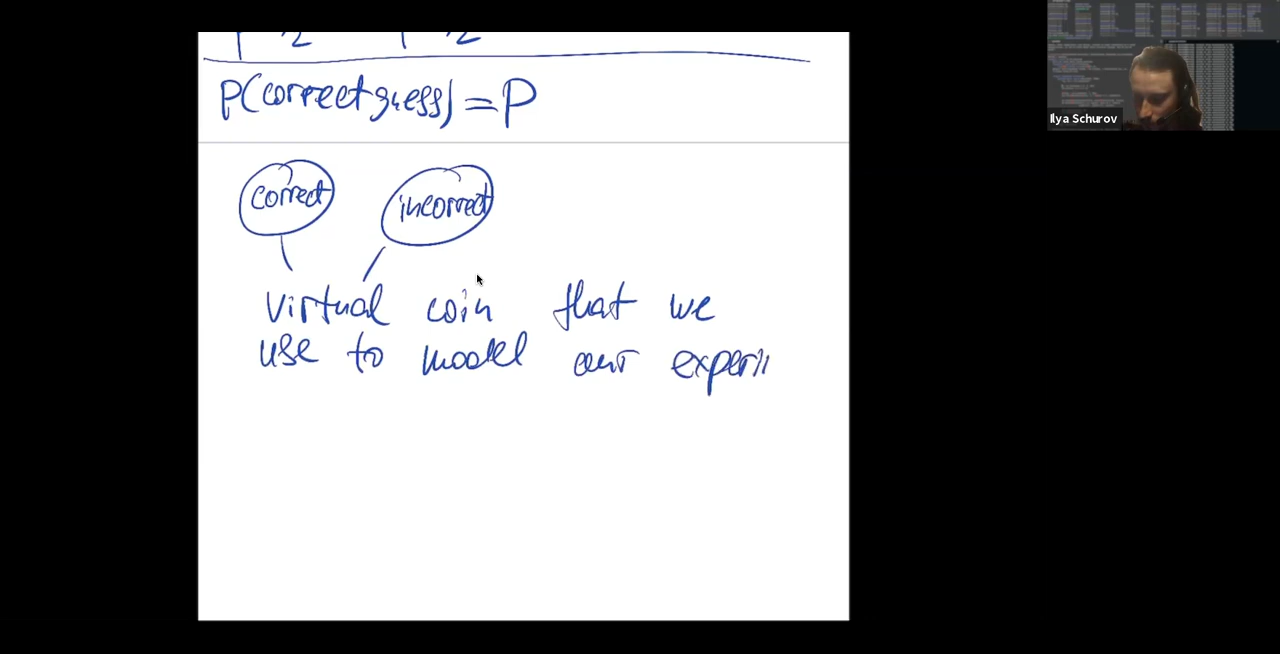 P(correct guess) = P
correct
incorrect
virtual coin that we
use to model our experi
Ilya Schurov